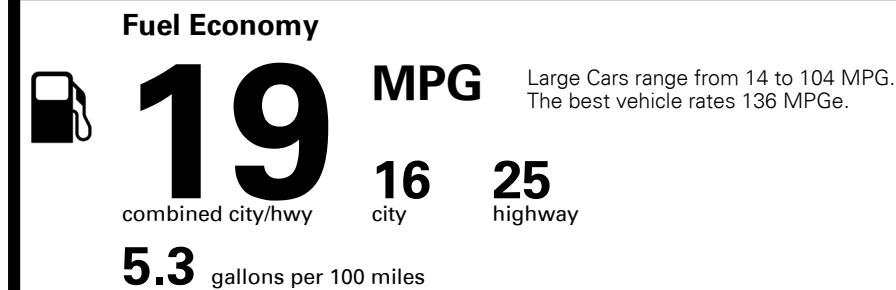 Fuel Economy
19
MPG
Large Cars range from 14 to 104 MPG.
The best vehicle rates 136 MPGe.
16
25
combined city/hwy
city
highway
5.3 gallons per 100 miles